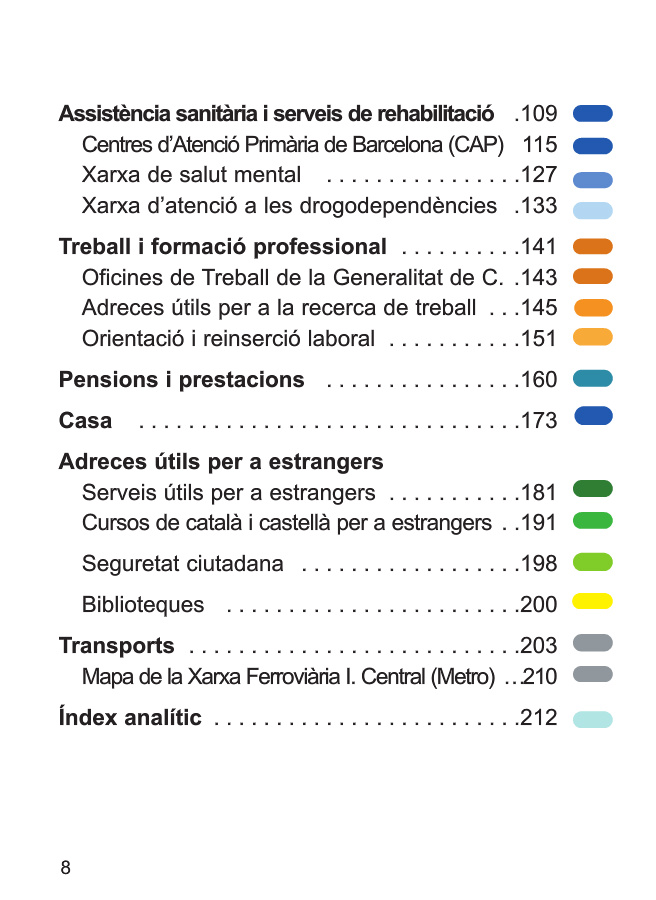 Assistència sanitària i serveis de rehabilitació .109
Centres d’Atenció Primària de Barcelona (CAP) 115
Xarxa de salut mental . . . . . . . . . . . . . . . .127
Xarxa d’atenció a les drogodependències .133
Treball i formació professional . . . . . . . . . .141
Oficines de Treball de la Generalitat de C. .143
Adreces útils per a la recerca de treball . . .145
Orientació i reinserció laboral . . . . . . . . . . .151
Pensions i prestacions . . . . . . . . . . . . . . . .160
Casa . . . . . . . . . . . . . . . . . . . . . . . . . . . . . . .173
Adreces útils per a estrangers
Serveis útils per a estrangers . . . . . . . . . . .181
Cursos de català i castellà per a estrangers . .191
Seguretat ciutadana . . . . . . . . . . . . . . . . . .198
Biblioteques . . . . . . . . . . . . . . . . . . . . . . . .200
Transports . . . . . . . . . . . . . . . . . . . . . . . . . . .203
Mapa de la Xarxa Ferroviària I. Central (Metro) . . .210
Índex analític . . . . . . . . . . . . . . . . . . . . . . . . .212
8